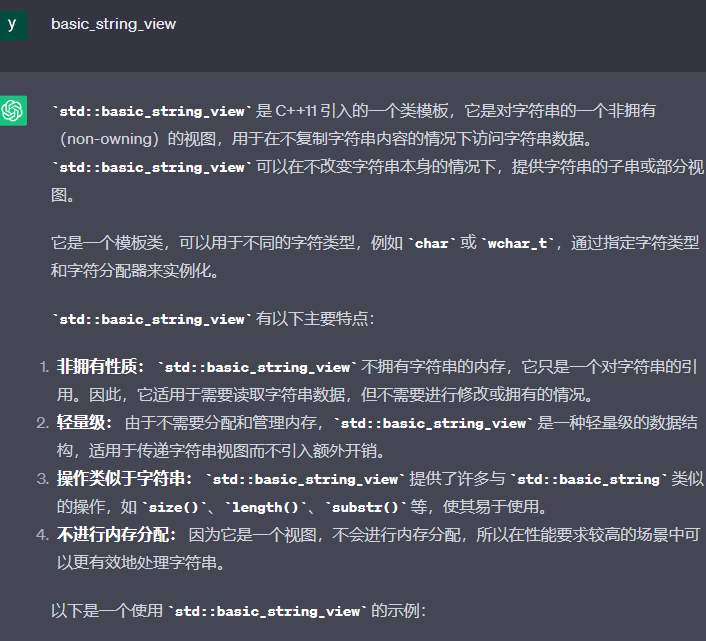 y
basic_string_view
`std::basic_string_view` 是 C++11 引入的一个类模板，它是对字符串的一个非拥有
（non-owning）的视图，用于在不复制字符串内容的情况下访问字符串数据。
`std::basic_string_view` 可以在不改变字符串本身的情况下，提供字符串的子串或部分视
图。
它是一个模板类，可以用于不同的字符类型，例如 `char` 或 `wchar_t`，通过指定字符类型
和字符分配器来实例化。
`std::basic_string_view` 有以下主要特点：
1. 非拥有性质： `std::basic_string_view` 不拥有字符串的内存，它只是一个对字符串的引
用。因此，它适用于需要读取字符串数据，但不需要进行修改或拥有的情况。
2. 轻量级： 由于不需要分配和管理内存，`std::basic_string_view` 是一种轻量级的数据结
构，适用于传递字符串视图而不引入额外开销。
3. 操作类似于字符串： `std::basic_string_view` 提供了许多与 `std::basic_string` 类似
的操作，如 `size()`、`length()`、`substr()` 等，使其易于使用。
4. 不进行内存分配： 因为它是一个视图，不会进行内存分配，所以在性能要求较高的场景中可
以更有效地处理字符串。
以下是一个使用 `std::basic_string_view` 的示例：